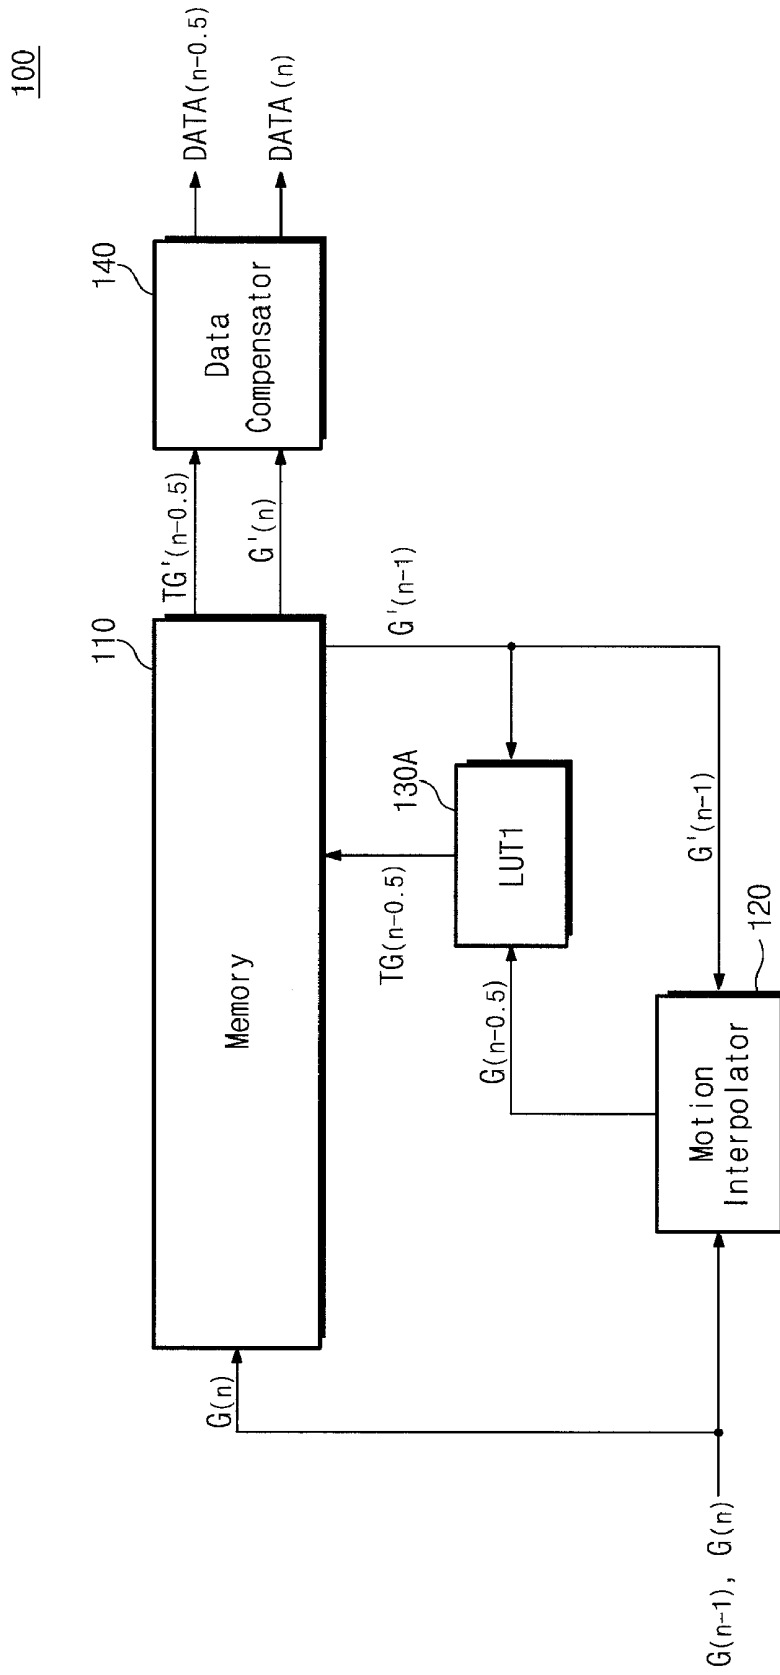 100
G(n-1), G(n)
G(n)
Memory
110
TG'(n-0.5)
G'(n)
140
Data
Compensator
DATA(n-0.5)
DATA(n)
G'(n-1)
TG(n-0.5)
130A
LUT1
G(n-0.5)
G'(n-1)
Motion
Interpolator
120